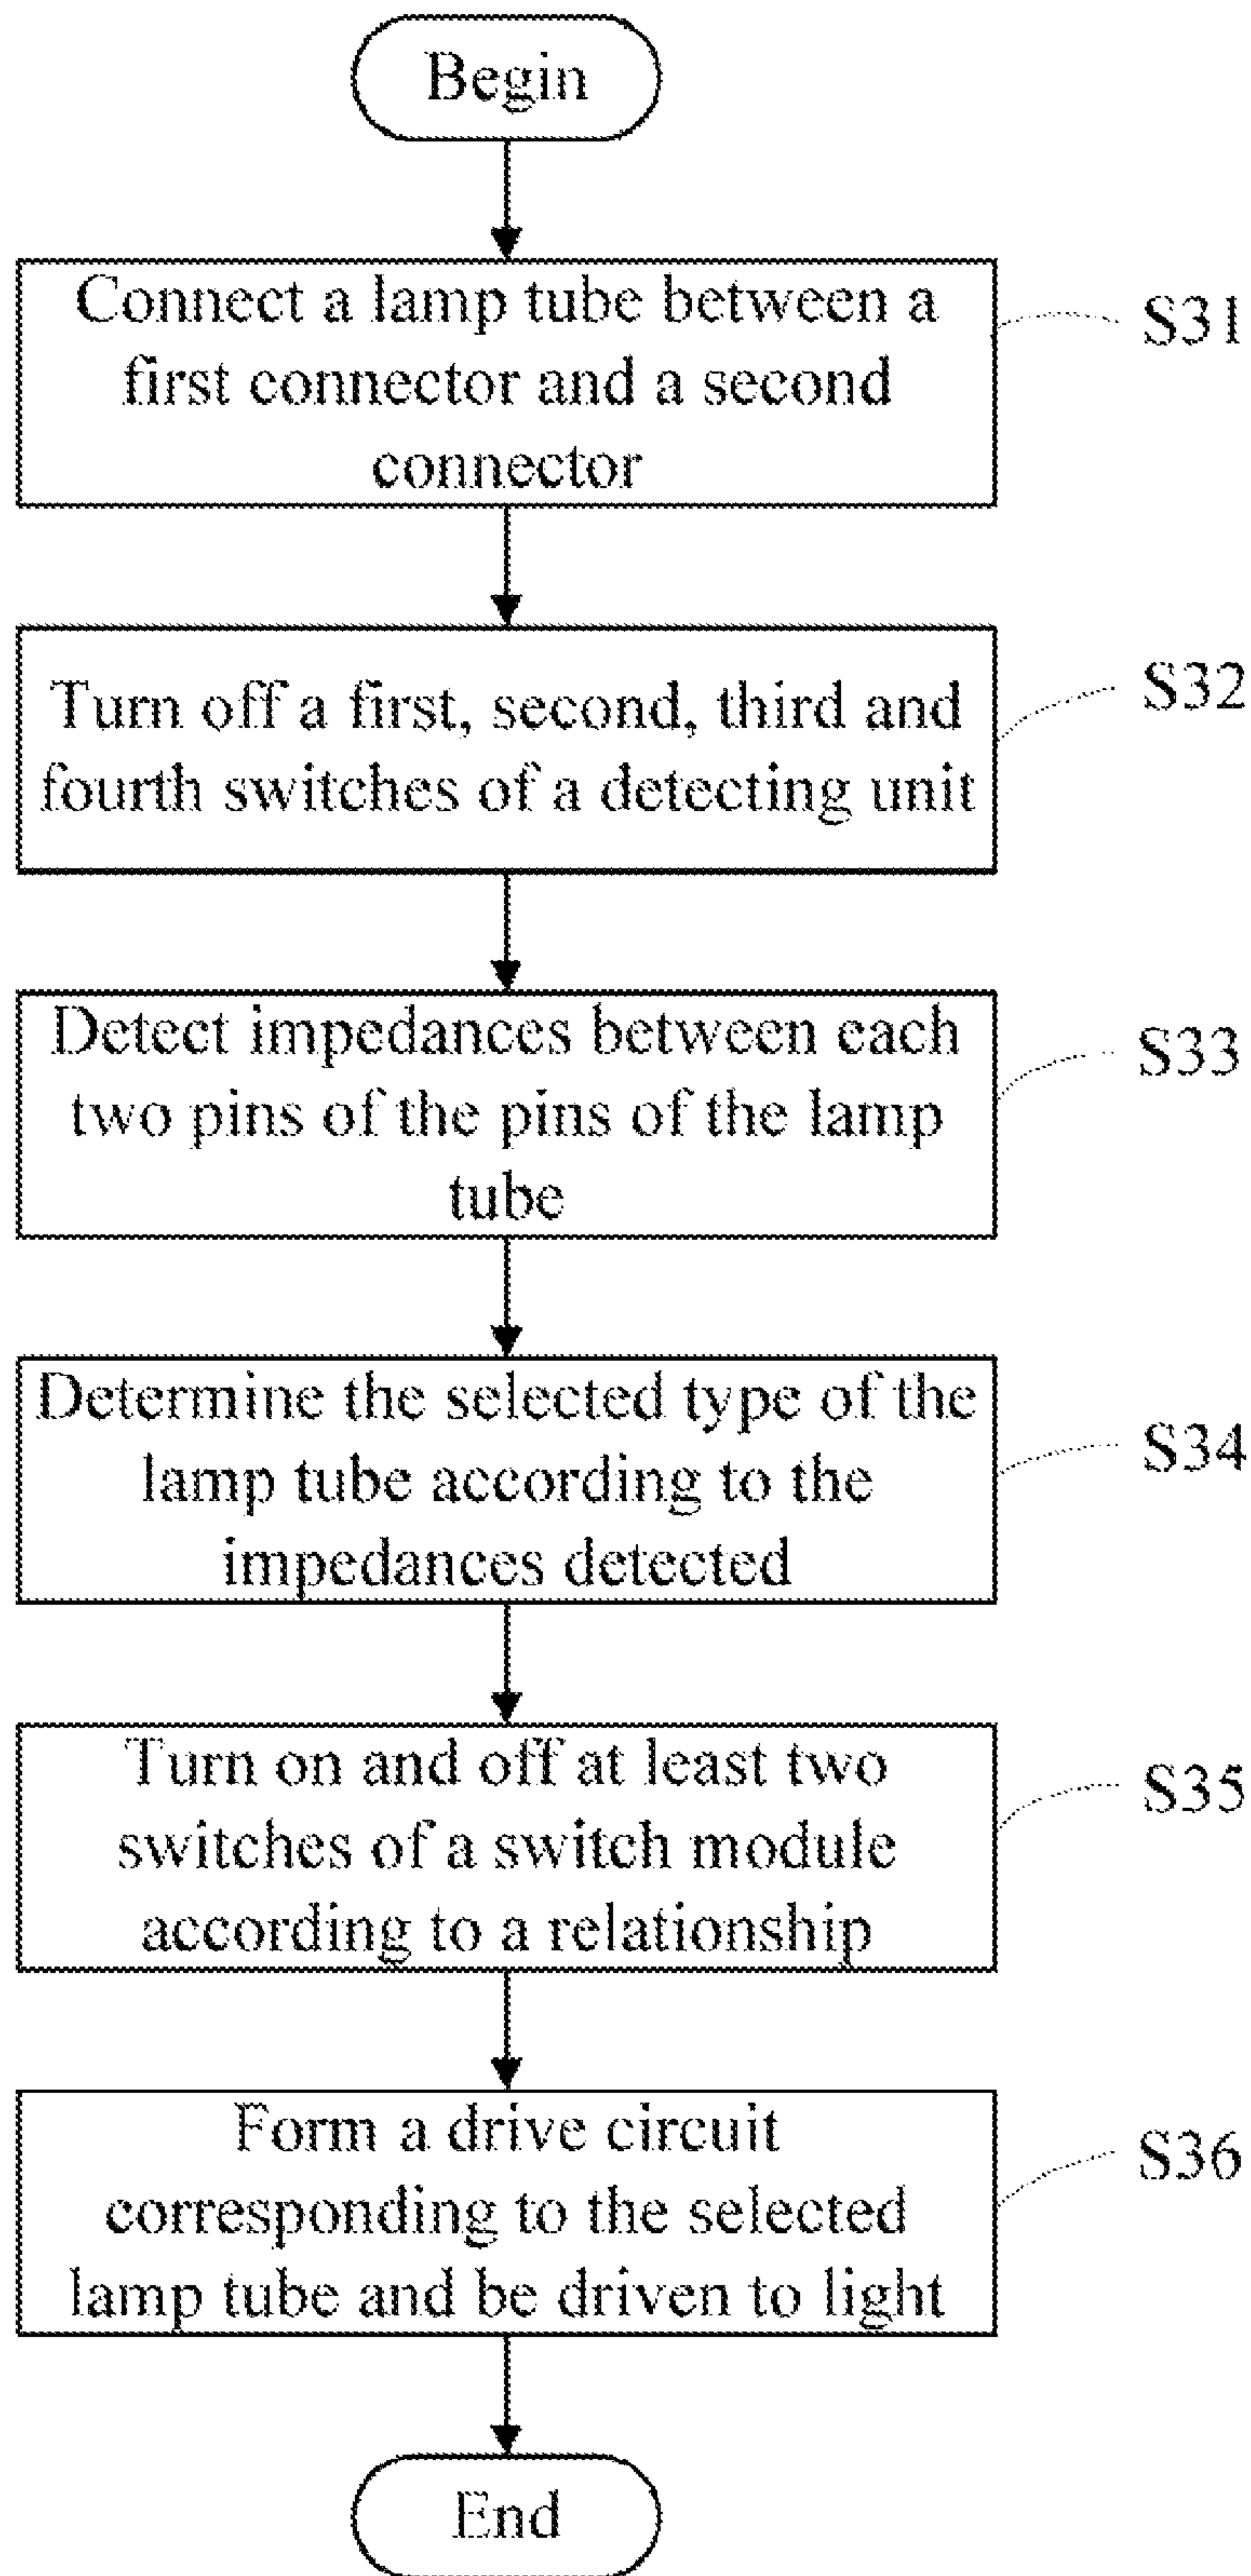 Begin
Connect a lamp tube between a
first connector and a second
connector
S31
Turn off a first, second, third and
fourth switches of a detecting unit
S32
Detect impedances between each
two pins of the pins of the lamp
tube
S33
Determine the selected type of the
lamp tube according to the
impedances detected
S34
Turn on and off at least two
switches of a switch module
according to a relationship
S35
Form a drive circuit
corresponding to the selected
lamp tube and be driven to light
S36
End